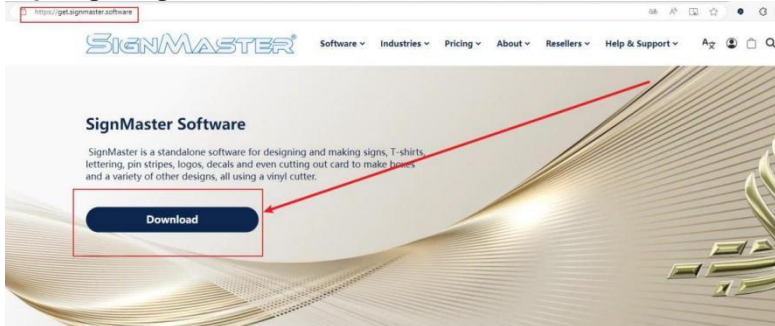 https://get.signmaster.software
SIGNMASTER®
Software Industries Pricing About Resellers Help & Support
SignMaster Software
SignMaster is a standalone software for designing and making signs, T-shirts,
lettering, pin stripes, logos, decals and even cutting out card to make boxes
and a variety of other designs, all using a vinyl cutter.
Download